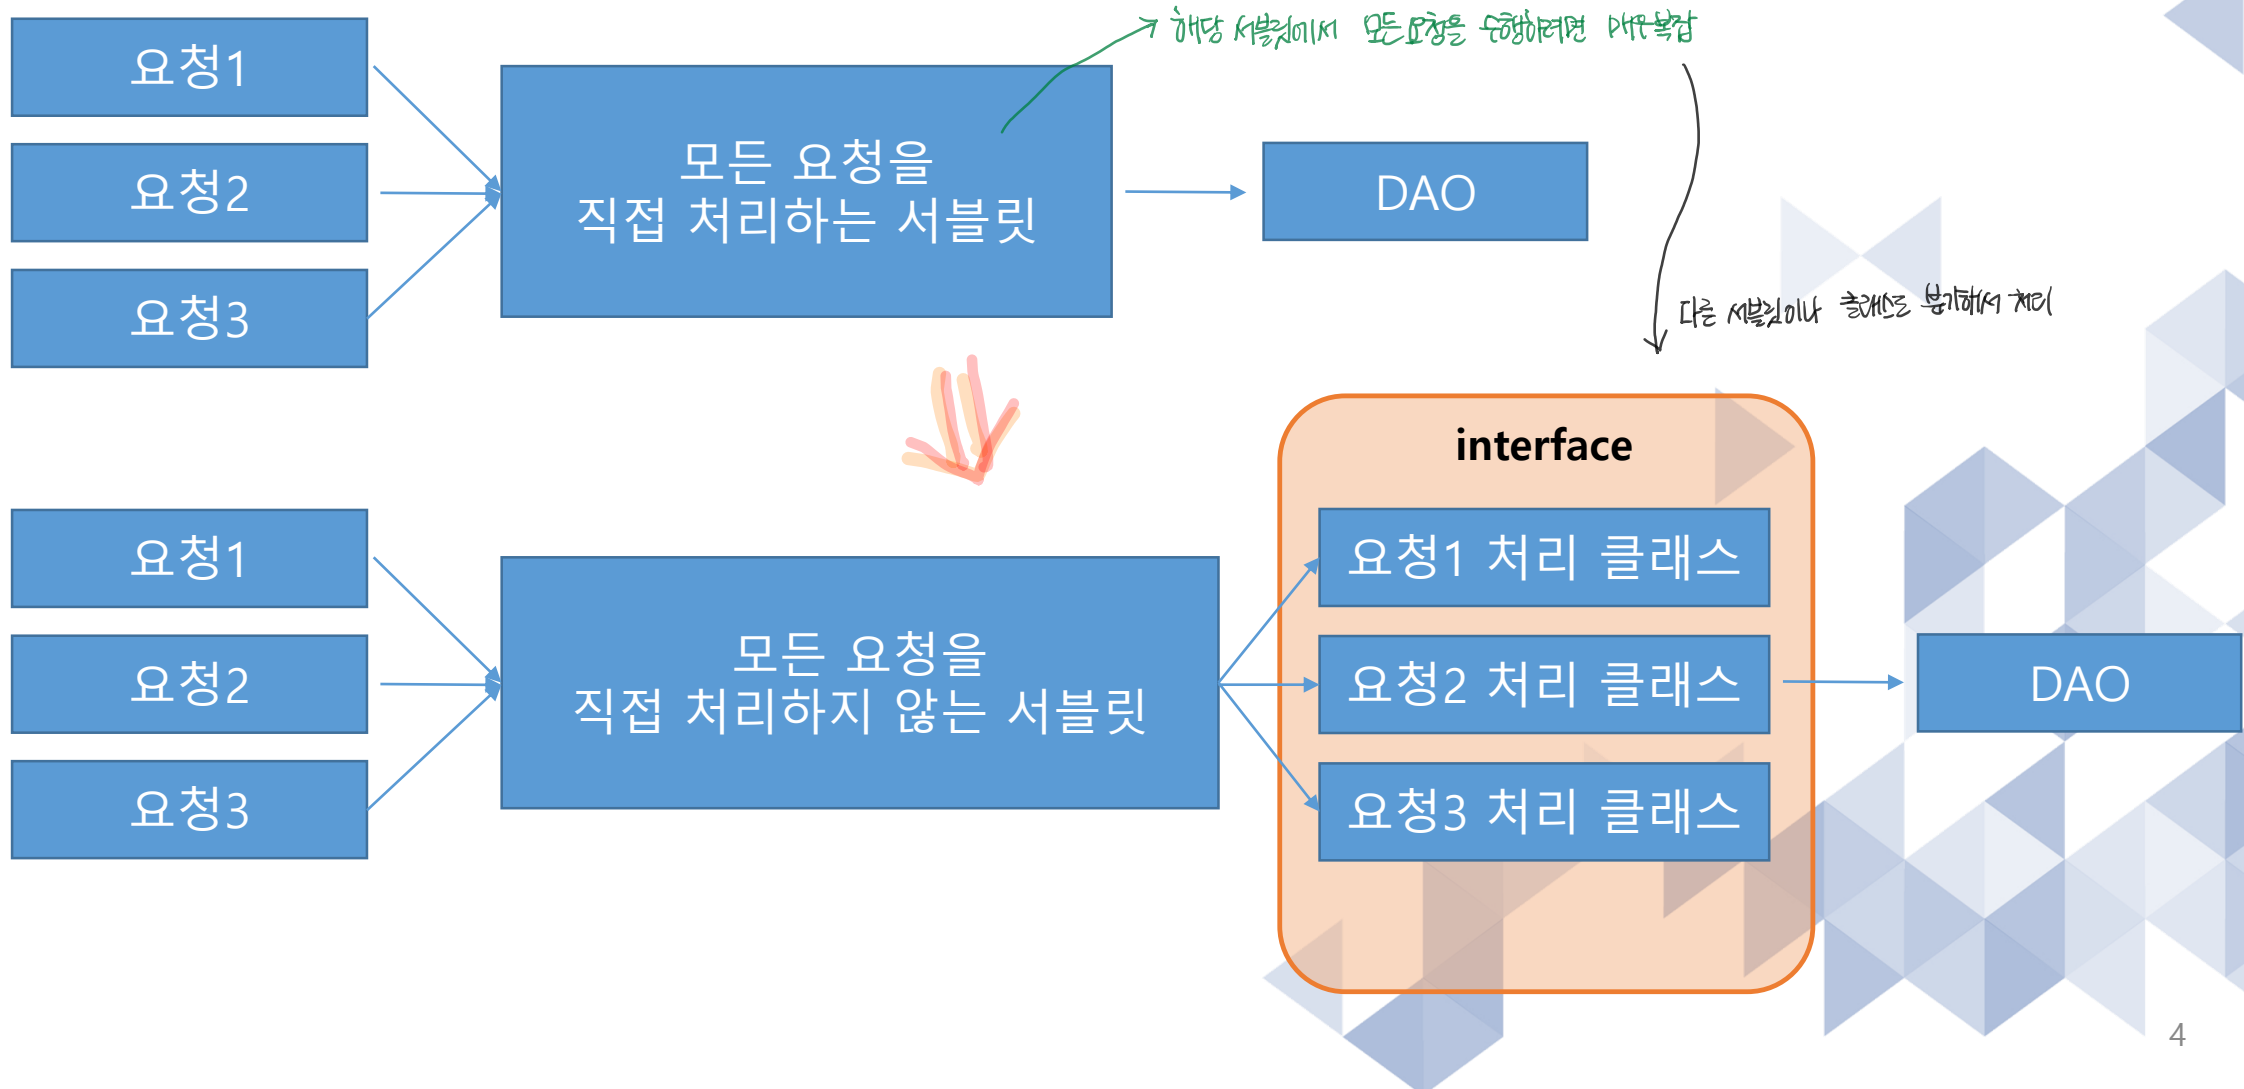 해당 서블릿에서 모든요청을 수행하려면 매우복잡
요청1
요청2
요청3
모든 요청을
직접 처리하는 서블릿
DAO
다른 서블릿이나 클래스로 분기해서 처리
interface
요청1
요청2
요청3
모든 요청을
직접 처리하지 않는 서블릿
요청1 처리 클래스
요청2 처리 클래스
요청3 처리 클래스
DAO
4